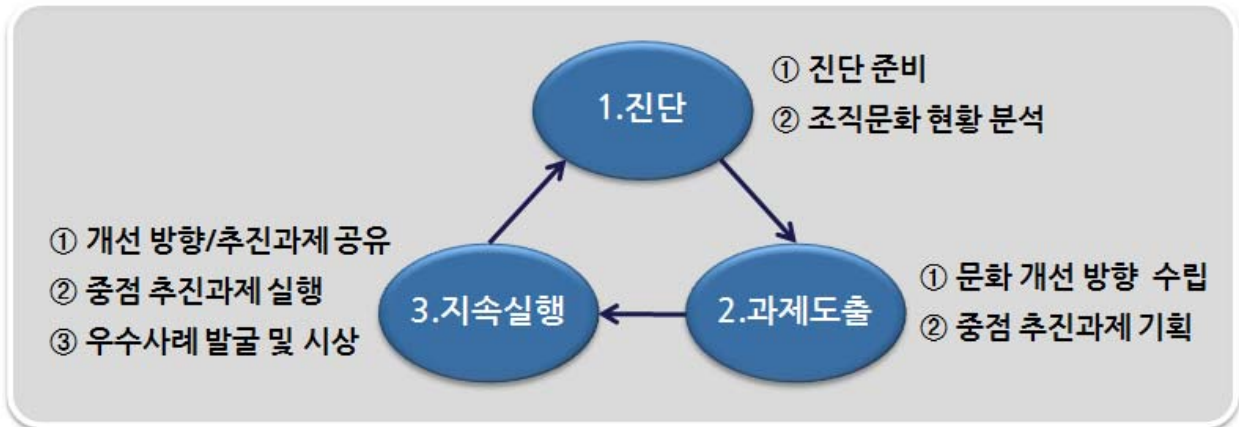 1.진단
① 진단 준비
② 조직문화 현황 분석
2.과제도출
① 문화 개선 방향 수립
② 중점 추진과제 기획
3.지속실행
① 개선 방향/추진과제 공유
② 중점 추진과제 실행
③ 우수사례 발굴 및 시상